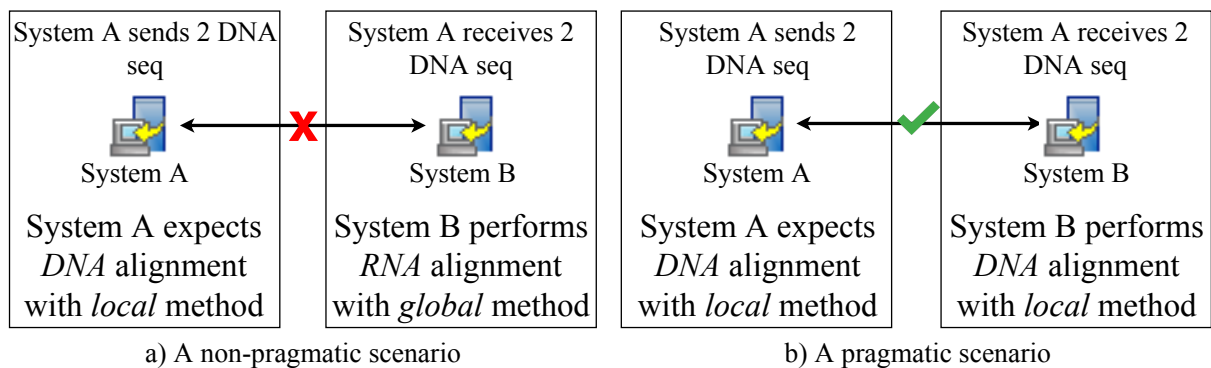 System A sends 2 DNA
seq
System A
System A expects
DNA alignment
with local method
System A receives 2
DNA seq
System B
System B performs
RNA alignment
with global method
a) A non-pragmatic scenario
System A sends 2
DNA seq
System A
System A expects
DNA alignment
with local method
System A receives 2
DNA seq
System B
System B performs
DNA alignment
with local method
b) A pragmatic scenario